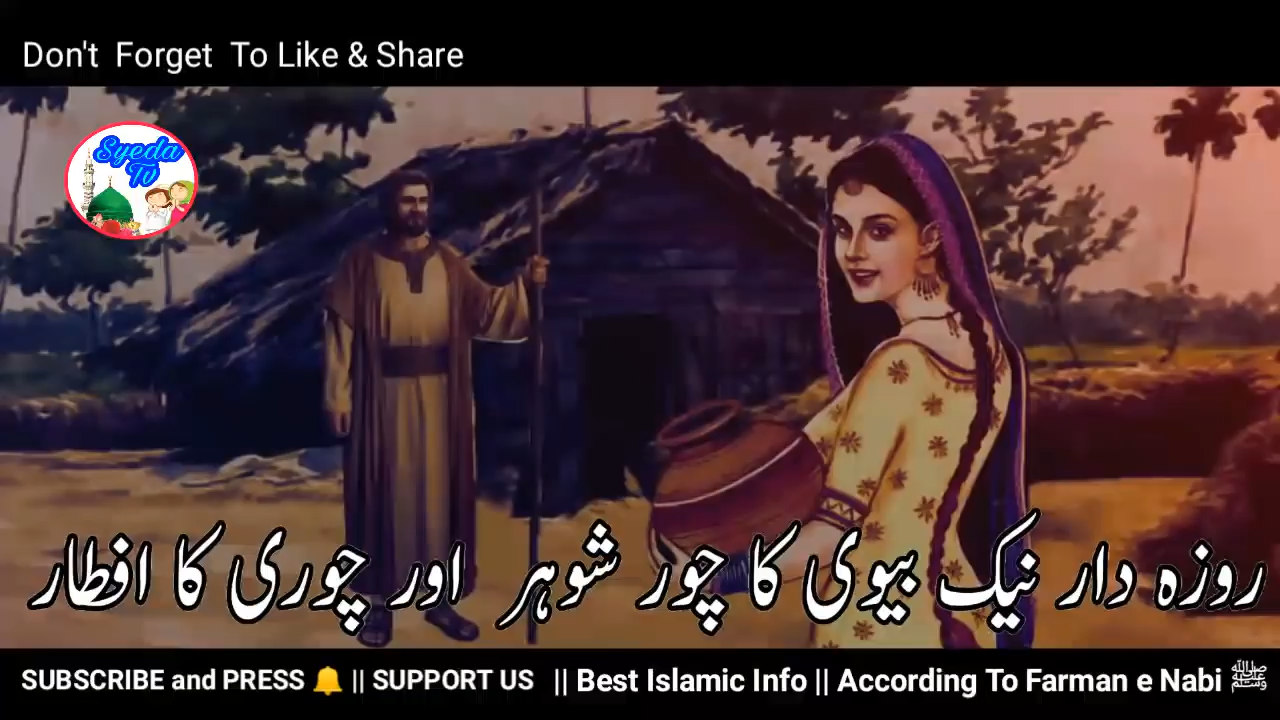 Don't Forget To Like & Share
Syeda
Tv
روزہ دار نیک بیوی کا چور شوہر اور چوری کا افطار
SUBSCRIBE and PRESS 🔔 || SUPPORT US || Best Islamic Info || According To Farman e Nabi ﷺ